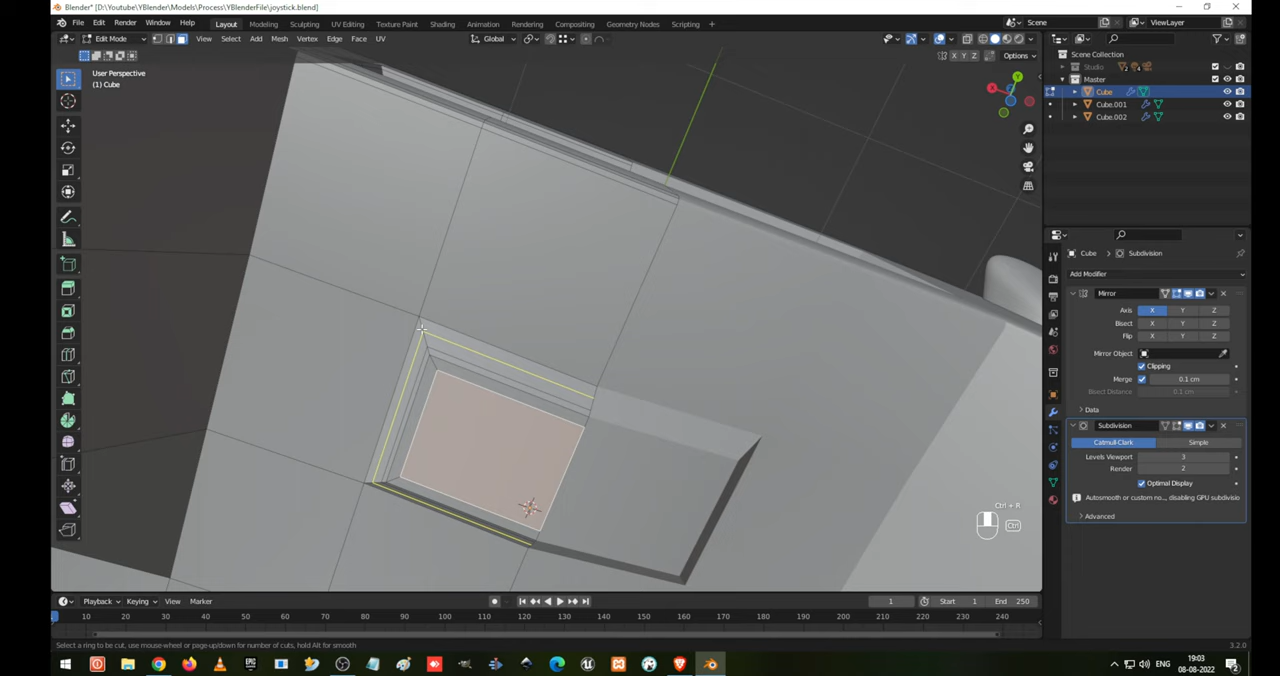 Blender* [D:\Youtube\YBlender\Models\Process\YBlenderFile\joystick.blend]
File Edit Render Window Help Layout Modeling Sculpting UV Editing Texture Paint Shading Animation Rendering Compositing Geometry Nodes Scripting + Scene ViewLayer
Edit Mode View Select Add Mesh Vertex Edge Face UV Global
X Y Z Options
User Perspective
(1) Cube
Y
X
Z
Scene Collection
Studio
Master
Cube
Cube.001
Cube.002
Cube > Subdivision
Add Modifier
Mirror
Axis X Y Z
Bisect X Y Z
Flip X Y Z
Mirror Object
Clipping
Merge 0.1 cm
Bisect Distance 0.1 cm
Data
Subdivision
Catmull-Clark Simple
Levels Viewport 3
Render 2
Optimal Display
Autosmooth or custom no..., disabling GPU subdivisio
Advanced
Ctrl + R
Ctrl
Playback Keying View Marker 1 Start 1 End 250
0 10 20 30 40 50 60 70 80 90 100 110 120 130 140 150 160 170 180 190 200 210 220 230 240
Select a ring to be cut, use mouse-wheel or page-up/down for number of cuts, hold Alt for smooth 3.2.0
ENG 19:03
08-08-2022
2